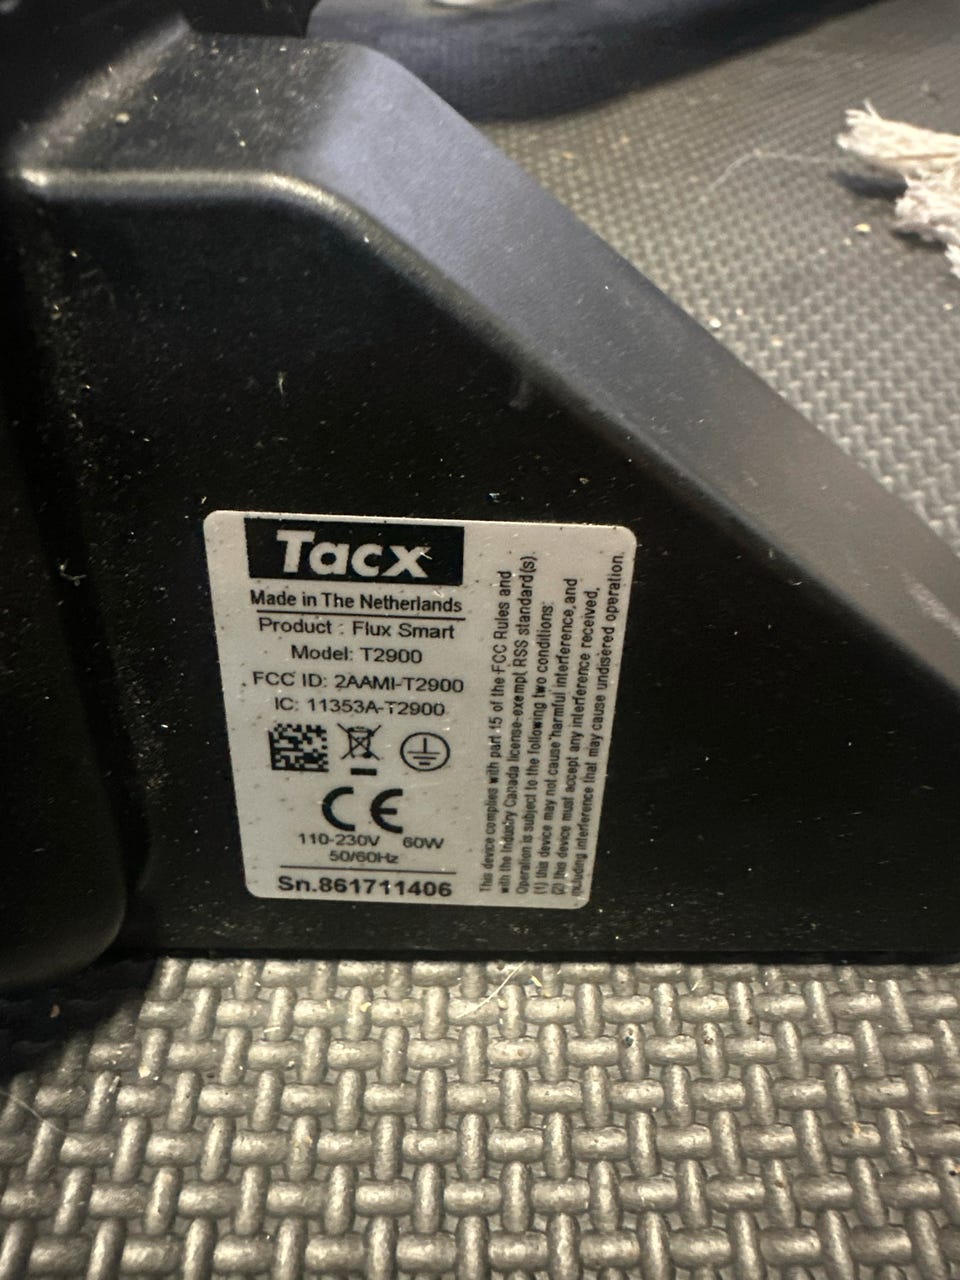 Tacx
Made in The Netherlands
Product : Flux Smart
Model: T2900
FCC ID: 2AAMI-T2900
IC: 11353A-T2900
CE
110-230V 60W
50/60Hz
Sn.861711406
This device complies with part 15 of the FCC Rules and
with the Industry Canada license-exempt RSS standard(s).
Operation is subject to the following two conditions:
(1) this device may not cause harmful interference,and
(2) this device must accept any interference received,
including interference that may cause undisiered operation.